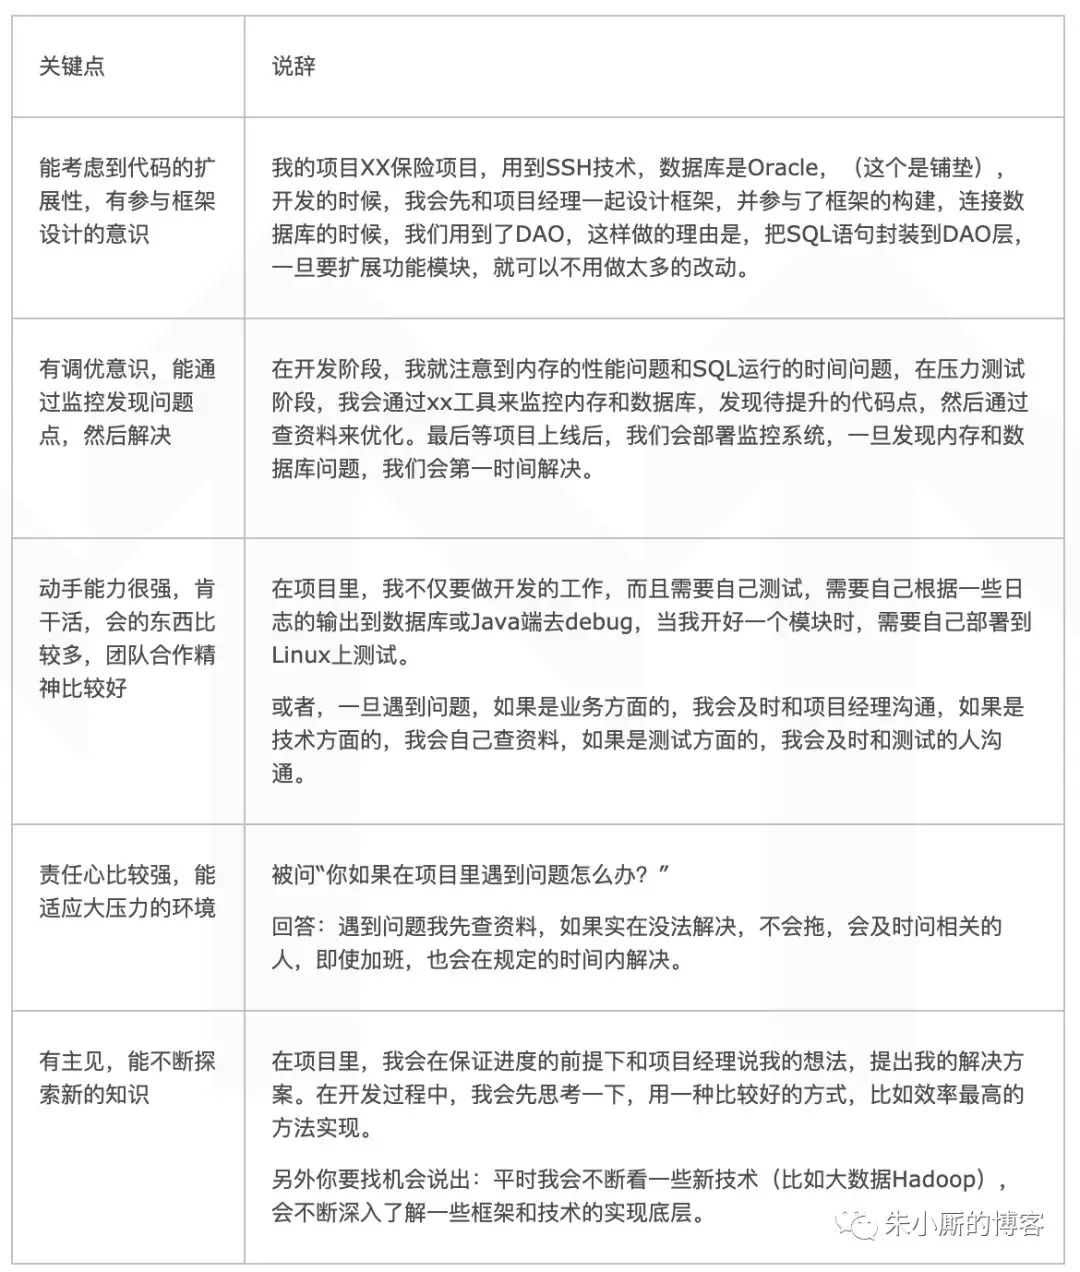 关键点
说辞
能考虑到代码的扩
展性，有参与框架
设计的意识
我的项目XX保险项目，用到SSH技术，数据库是Oracle，（这个是铺垫），
开发的时候，我会先和项目经理一起设计框架，并参与了框架的构建，连接数
据库的时候，我们用到了DAO，这样做的理由是，把SQL语句封装到DAO层，
一旦要扩展功能模块，就可以不用做太多的改动。
有调优意识，能通
过监控发现问题
点，然后解决
在开发阶段，我就注意到内存的性能问题和SQL运行的时间问题，在压力测试
阶段，我会通过xx工具来监控内存和数据库，发现待提升的代码点，然后通过
查资料来优化。最后等项目上线后，我们会部署监控系统，一旦发现内存和数
据库问题，我们会第一时间解决。
动手能力很强，肯
干活，会的东西比
较多，团队合作精
神比较好
在项目里，我不仅要做开发的工作，而且需要自己测试，需要自己根据一些日
志的输出到数据库或Java端去debug，当我开好一个模块时，需要自己部署到
Linux上测试。
或者，一旦遇到问题，如果是业务方面的，我会及时和项目经理沟通，如果是
技术方面的，我会自己查资料，如果是测试方面的，我会及时和测试的人沟
通。
责任心比较强，能
适应大压力的环境
被问“你如果在项目里遇到问题怎么办？”
回答：遇到问题我先查资料，如果实在没法解决，不会拖，会及时问相关的
人，即使加班，也会在规定的时间内解决。
有主见，能不断探
索新的知识
在项目里，我会在保证进度的前提下和项目经理说我的想法，提出我的解决方
案。在开发过程中，我会先思考一下，用一种比较好的方式，比如效率最高的
方法实现。
另外你要找机会说出：平时我会不断看一些新技术（比如大数据Hadoop），
会不断深入了解一些框架和技术的实现底层。
朱小厮的博客